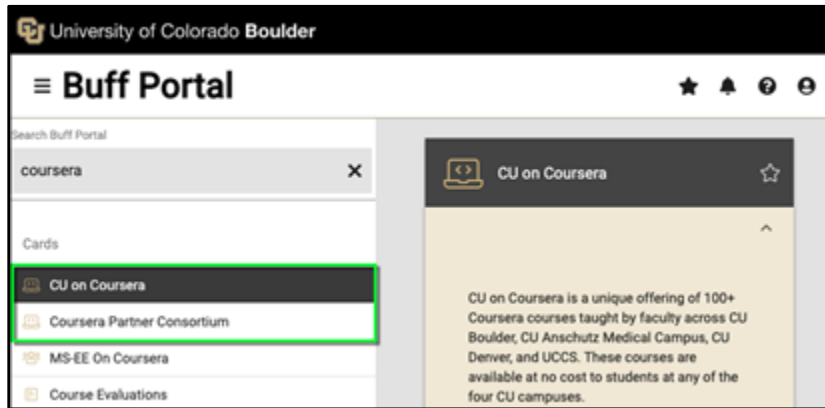 University of Colorado Boulder
Buff Portal
Search Buff Portal
coursera
Cards
CU on Coursera
Coursera Partner Consortium
MS-EE On Coursera
Course Evaluations
CU on Coursera
CU on Coursera is a unique offering of 100+
Coursera courses taught by faculty across CU
Boulder, CU Anschutz Medical Campus, CU
Denver, and UCCS. These courses are
available at no cost to students at any of the
four CU campuses.